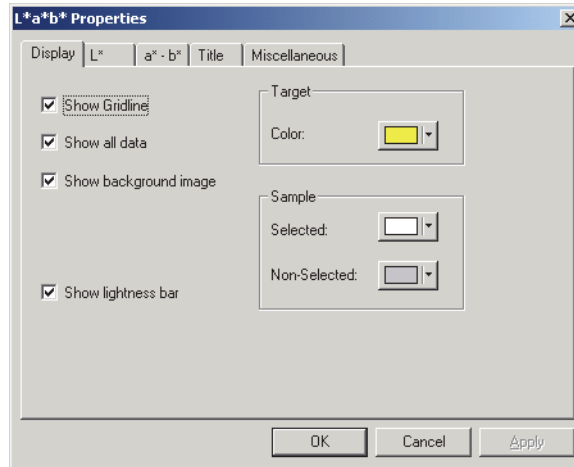 L*a*b* Properties
Display
L*
a* - b*
Title
Miscellaneous
Show Gridline
Show all data
Show background image
Show lightness bar
Target
Color:
Sample
Selected:
Non-Selected:
OK
Cancel
Apply